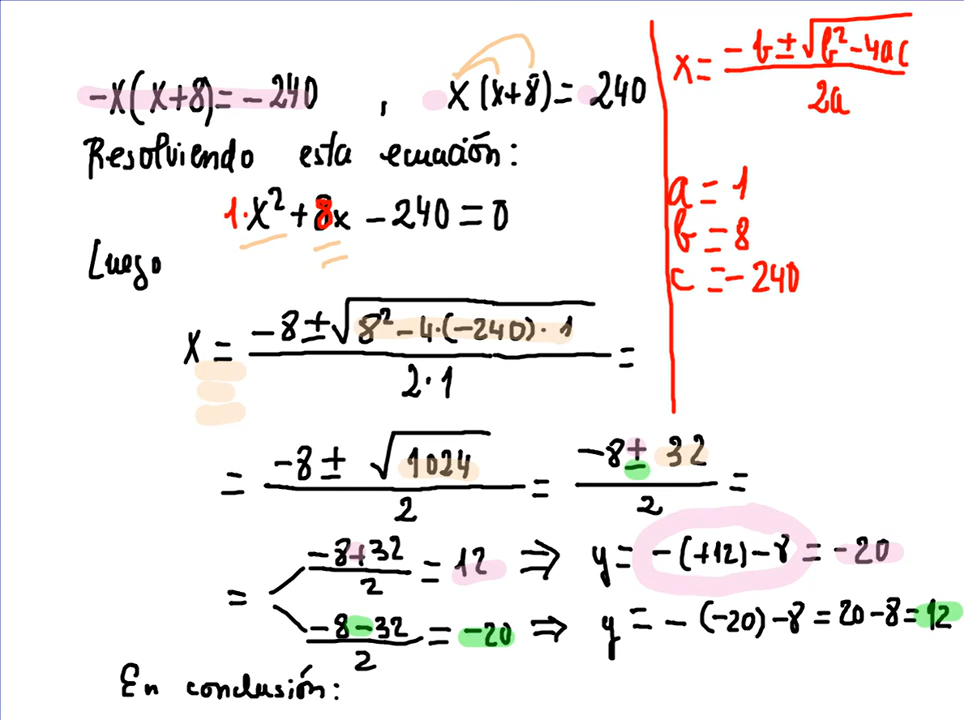 -x(x+8)=-240 , x(x+8)=240
Resolviendo esta ecuación:
1·x²+8x-240=0
Luego
x = (-8±√(8²-4·(-240)·1))/(2·1) =
= (-8±√1024)/2 = (-8±32)/2 =
= (-8+32)/2 = 12 ⇒ y = -(+12)-8 = -20
(-8-32)/2 = -20 ⇒ y = -(-20)-8 = 20-8 = 12
En conclusión:
x = (-b±√(b²-4ac))/(2a)
a = 1
b = 8
c = -240